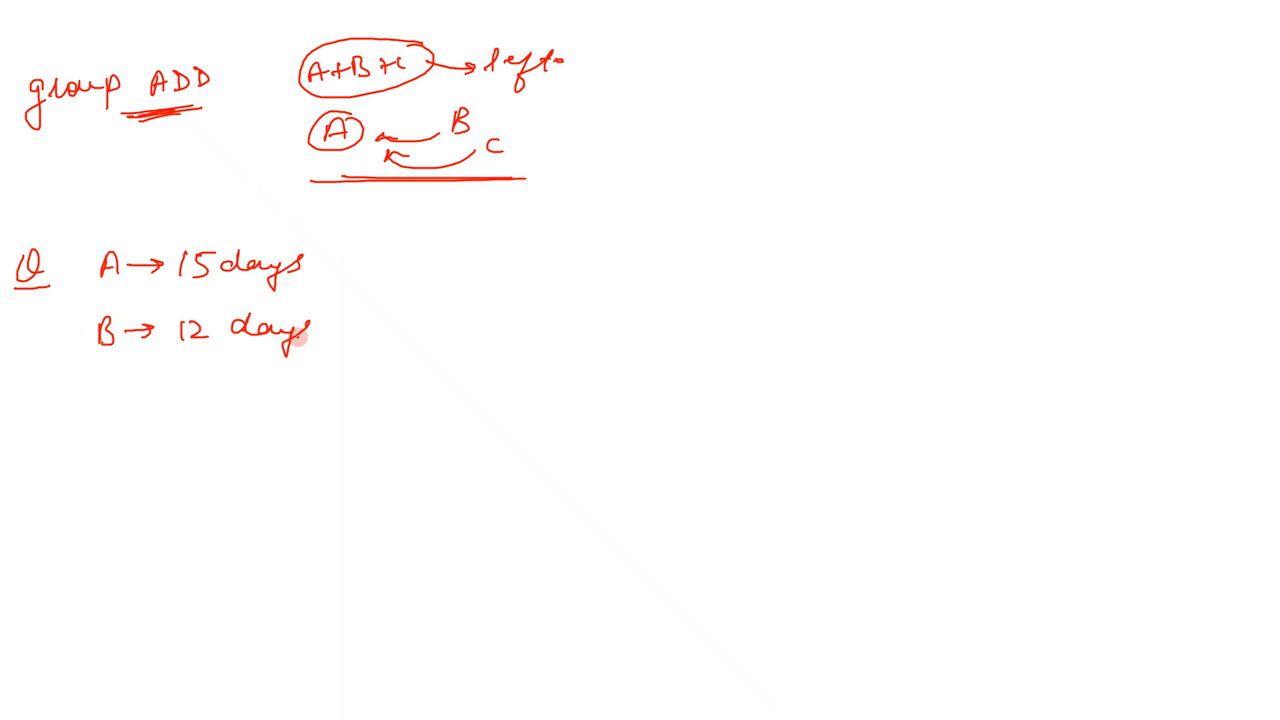 group ADD
A+B+C → left
A B
C
Q A → 15 days
B → 12 days